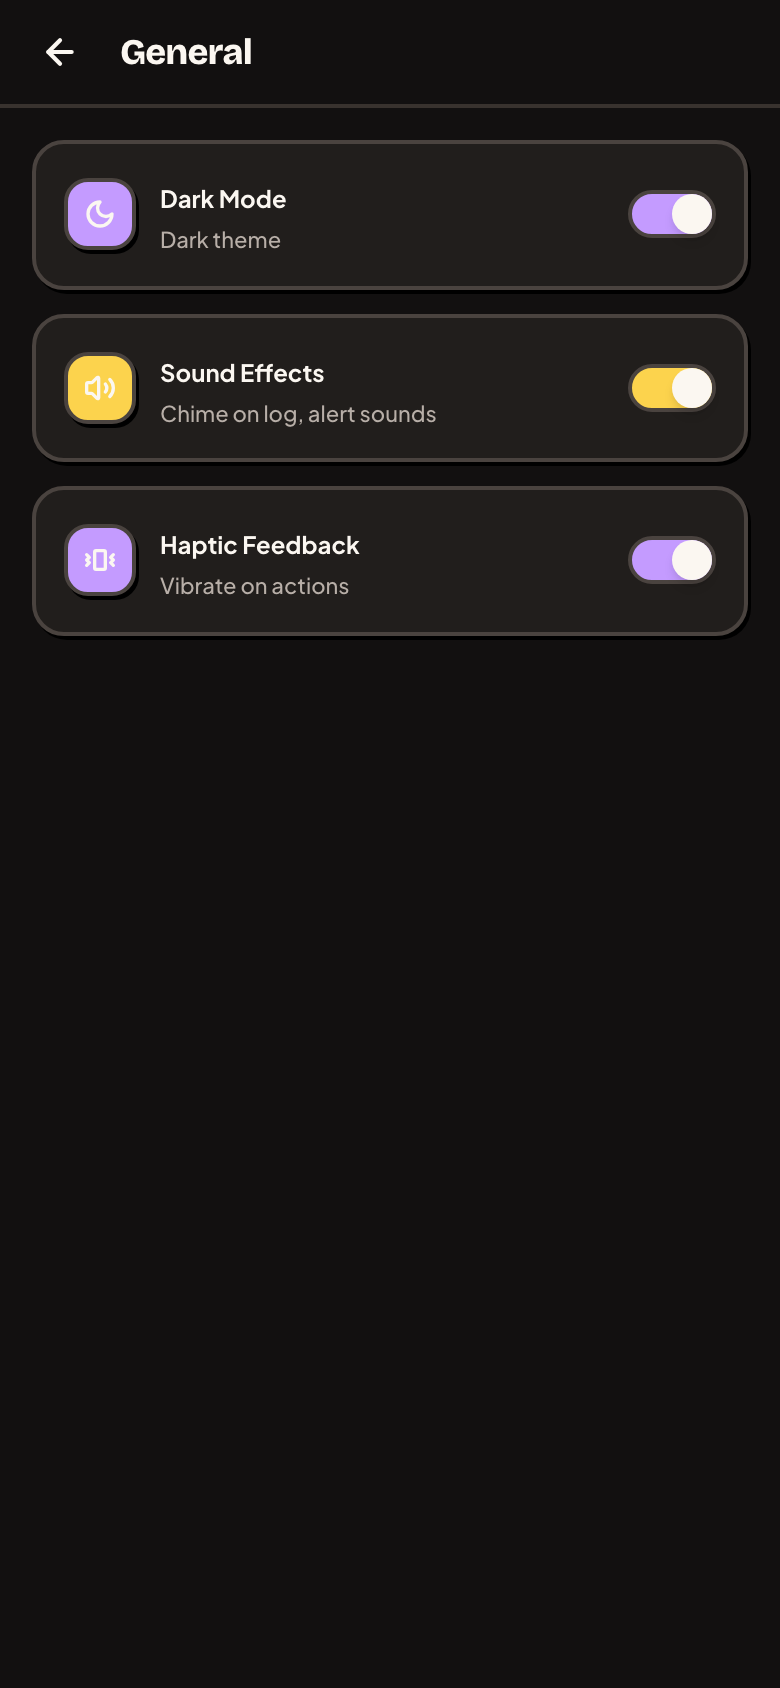 General
Dark Mode
Dark theme
Sound Effects
Chime on log, alert sounds
Haptic Feedback
Vibrate on actions